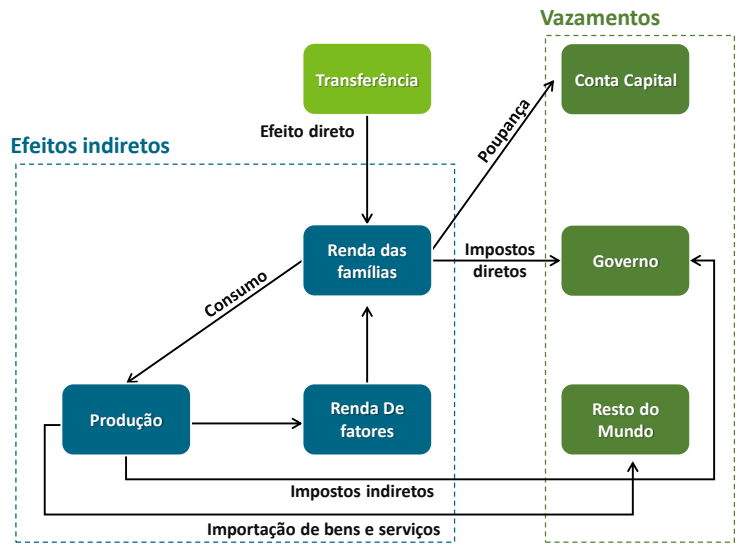 Vazamentos
Transferência
Conta Capital
Efeito direto
Poupança
Efeitos indiretos
Renda das
famílias
Impostos
diretos
Governo
Consumo
Produção
Renda De
fatores
Resto do
Mundo
Impostos indiretos
Importação de bens e serviços